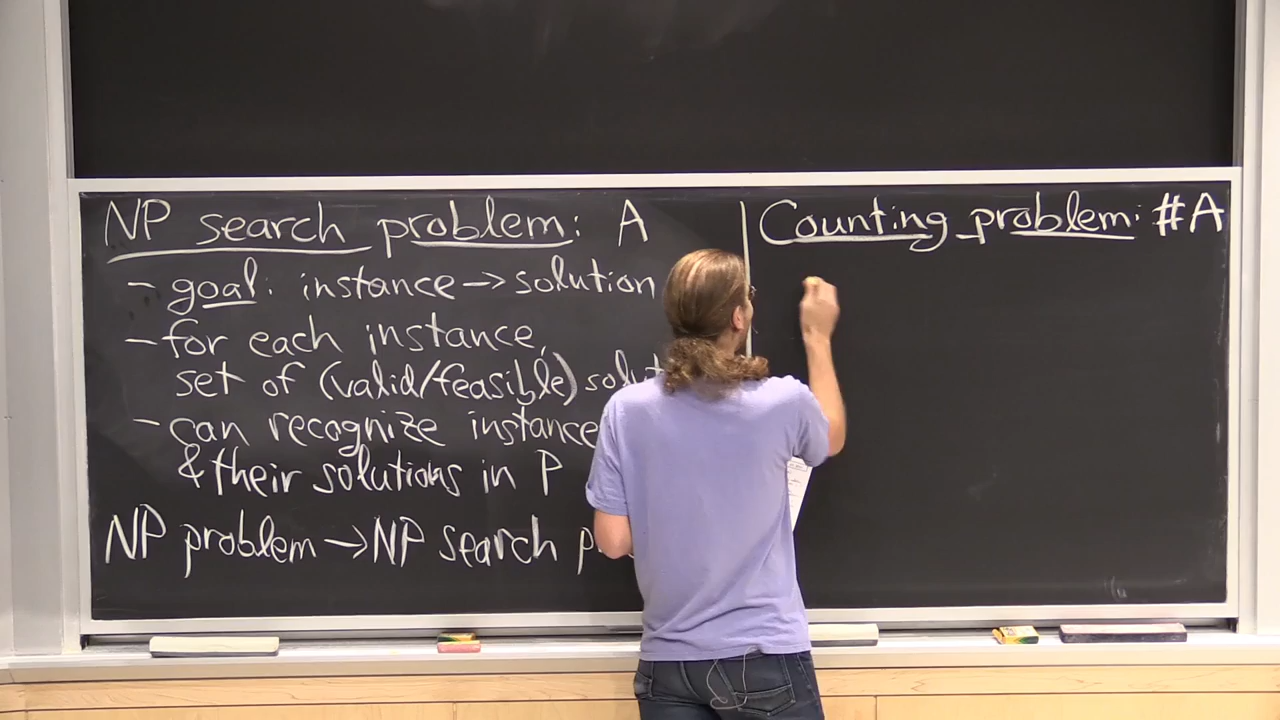 NP search problem: A
- goal: instance → solution
- for each instance,
set of (valid/feasible)
- can recognize instance
& their solutions in P
NP problem → NP search
Counting problem: #A